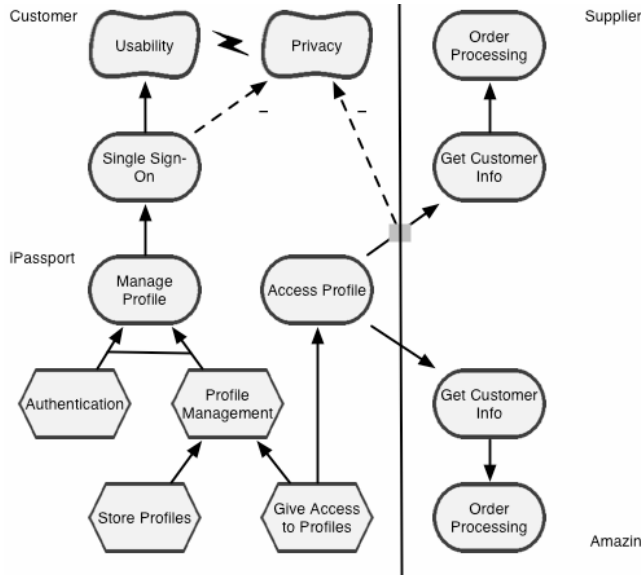 Customer
Supplier
Usability
Privacy
Order
Processing
–
–
Single Sign-
On
Get Customer
Info
iPassport
Manage
Profile
Access Profile
Authentication
Profile
Management
Get Customer
Info
Store Profiles
Give Access
to Profiles
Order
Processing
Amazin